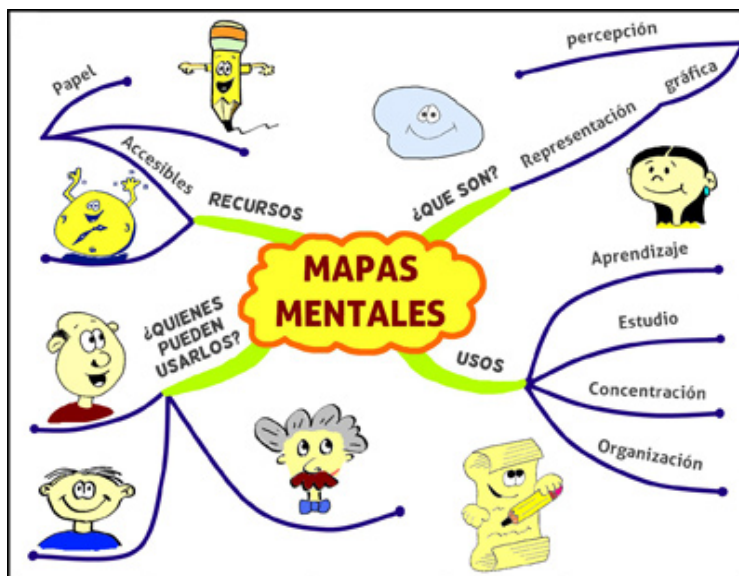 percepción
gráfica
Representación
¿QUE SON?
Papel
Accesibles
RECURSOS
MAPAS
MENTALES
Aprendizaje
Estudio
Concentración
Organización
USOS
¿QUIENES
PUEDEN
USARLOS?